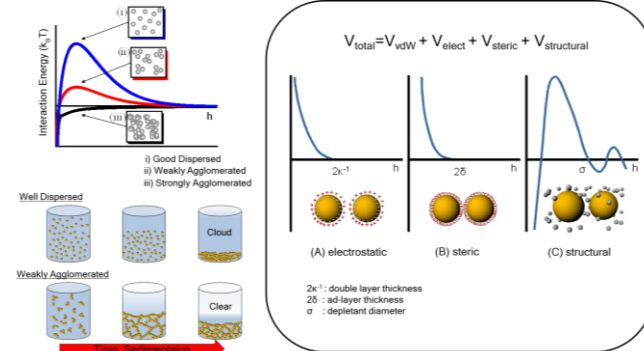 Interaction Energy (kBT)
(i)
(ii)
(iii)
h
i) Good Dispersed
ii) Weakly Agglomerated
iii) Strongly Agglomerated
Well Dispersed
Cloud
Weakly Agglomerated
Clear
Time, Sedimentsion
Vtotal=VvdW + Velect + Vsteric + Vstructural
2κ⁻¹
h
2δ
h
σ
h
(A) electrostatic
(B) steric
(C) structural
2κ⁻¹ : double layer thickness
2δ : ad-layer thickness
σ : depletant diameter